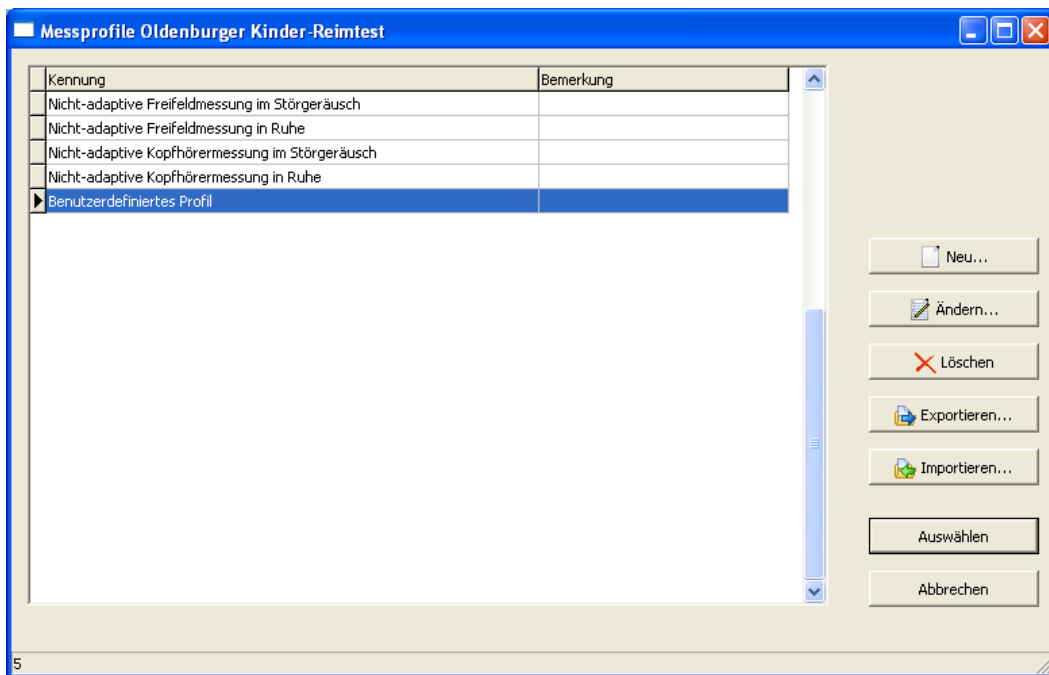 Messprofile Oldenburger Kinder-Reimtest
Kennung Bemerkung
Nicht-adaptive Freifeldmessung im Störgeräusch
Nicht-adaptive Freifeldmessung in Ruhe
Nicht-adaptive Kopfhörermessung im Störgeräusch
Nicht-adaptive Kopfhörermessung in Ruhe
Benutzerdefiniertes Profil
Neu...
Ändern...
Löschen
Exportieren...
Importieren...
Auswählen
Abbrechen
5